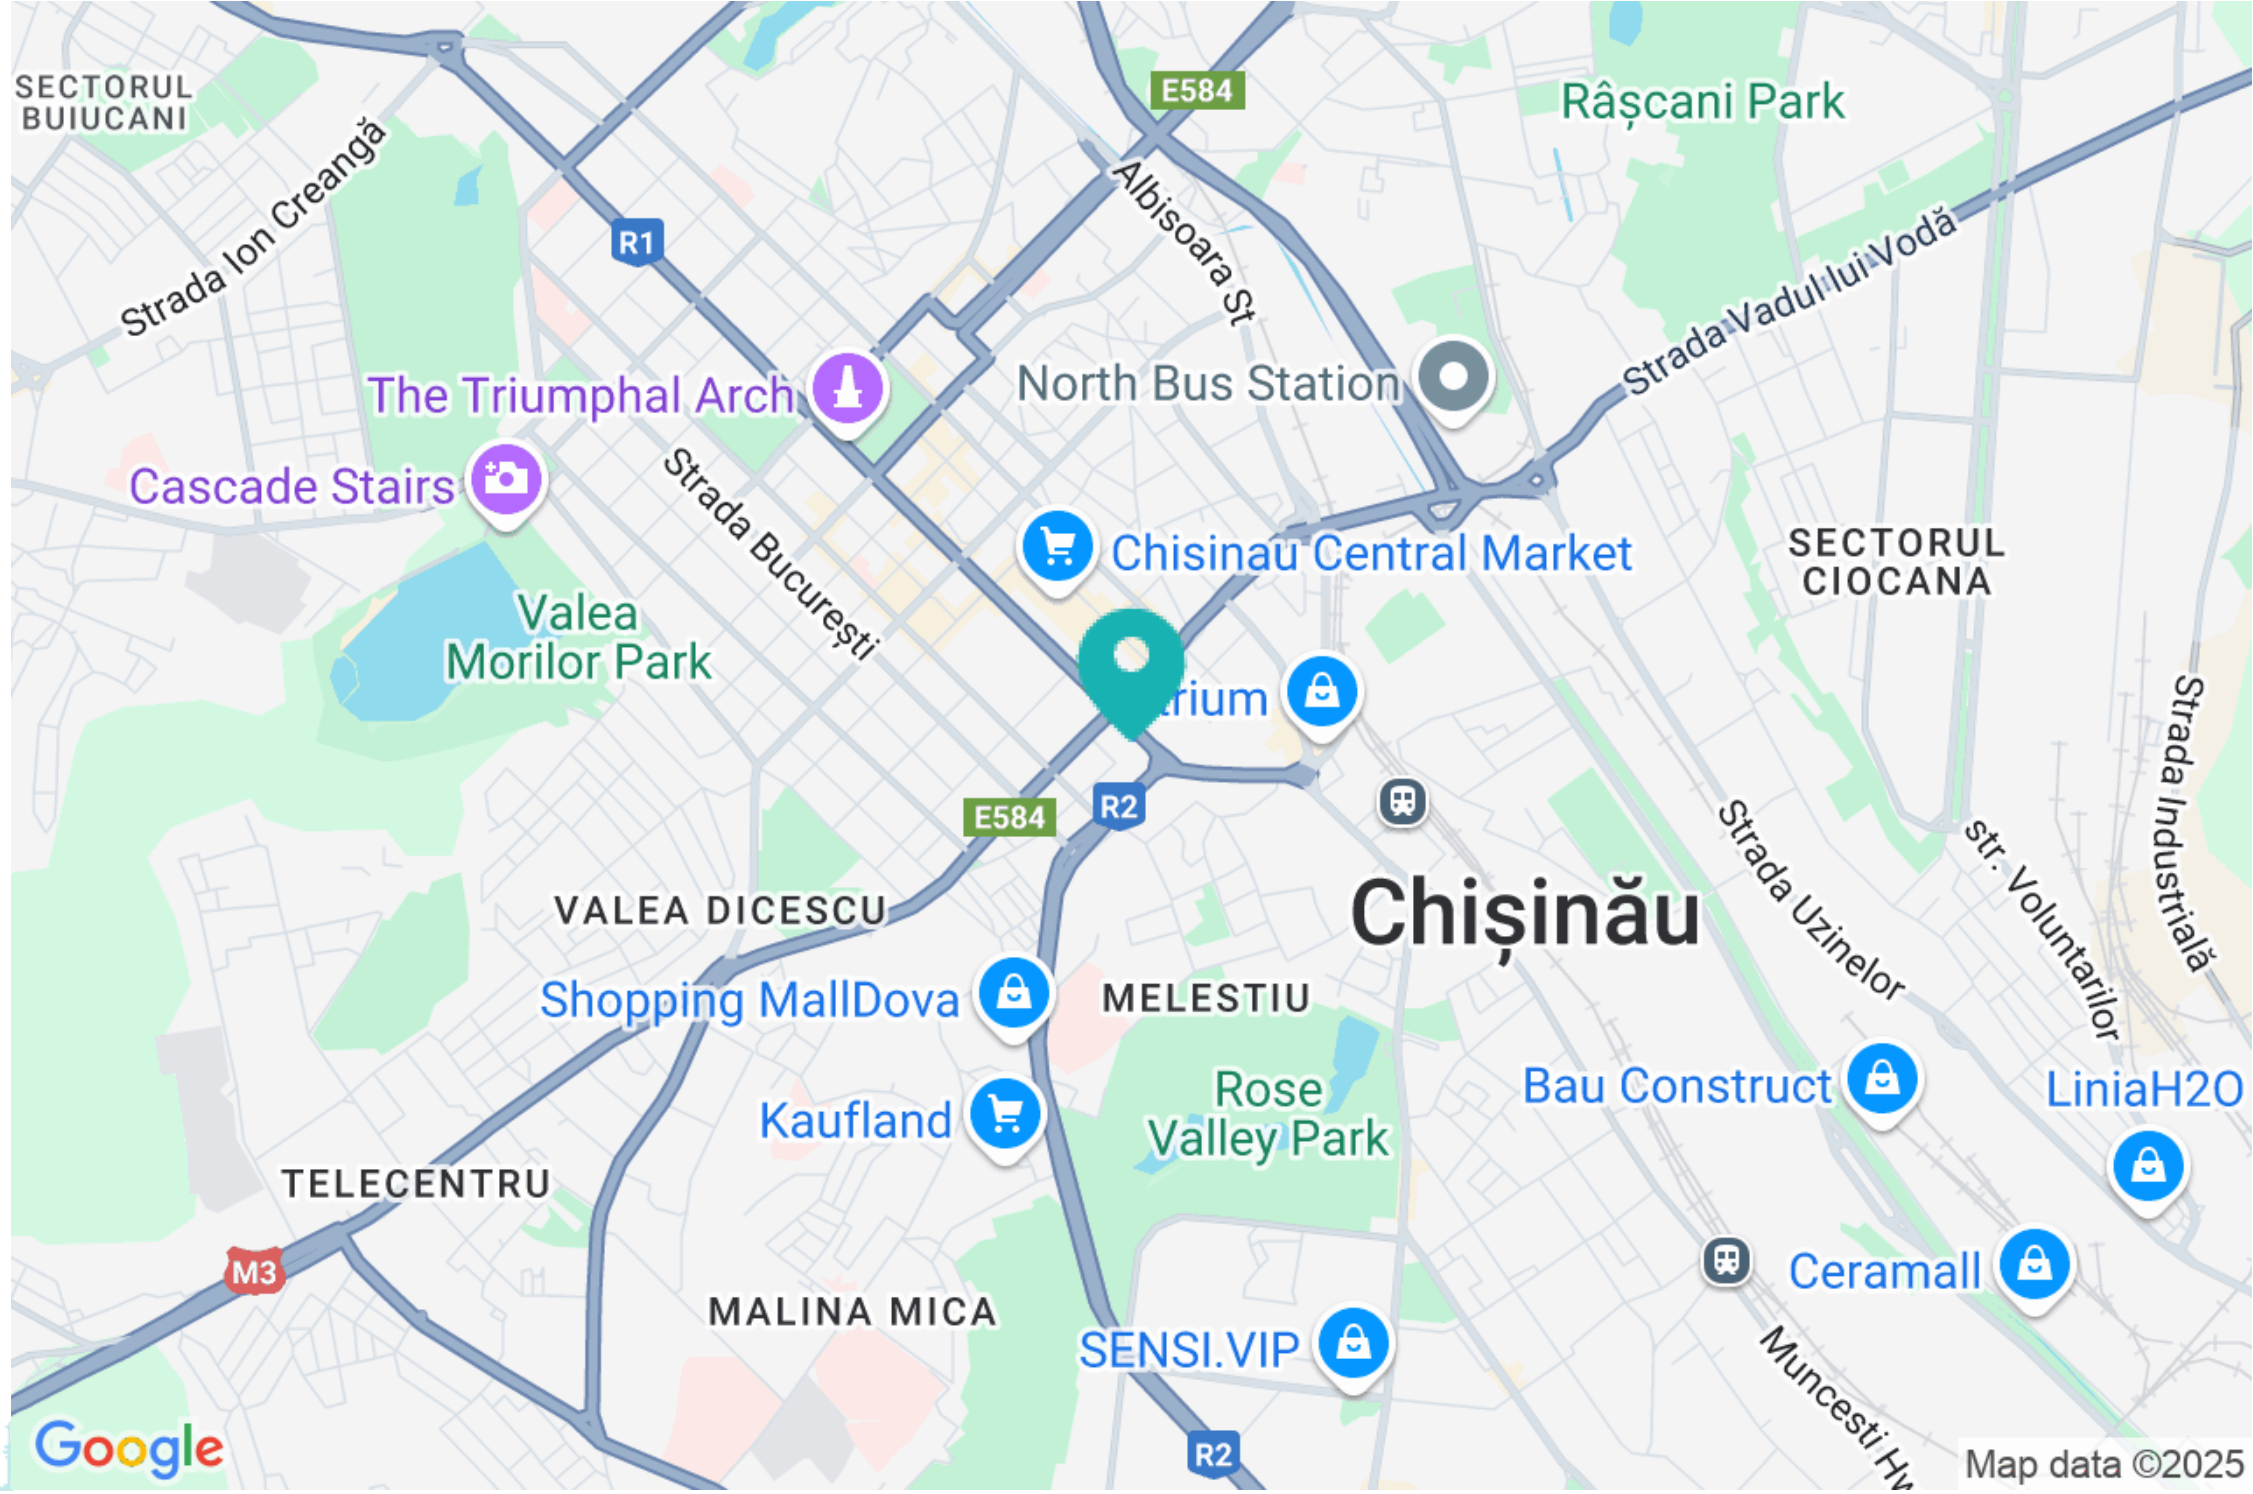 SECTORUL
BUIUCANI
E584
Râșcani Park
Strada Ion Creangă
R1
Albisoara St
Strada Vadul lui Vodă
The Triumphal Arch
North Bus Station
Cascade Stairs
Strada București
Chisinau Central Market
SECTORUL
CIOCANA
Valea
Morilor Park
Strada Industrială
E584
R2
Strada Uzinelor
str. Voluntarilor
VALEA DICESCU
Chișinău
Shopping MallDova
MELESTIU
Rose
Valley Park
Bau Construct
LiniaH2O
Kaufland
TELECENTRU
M3
Ceramall
MALINA MICA
SENSI.VIP
Muncesti Hw
Google
R2
Map data ©2025